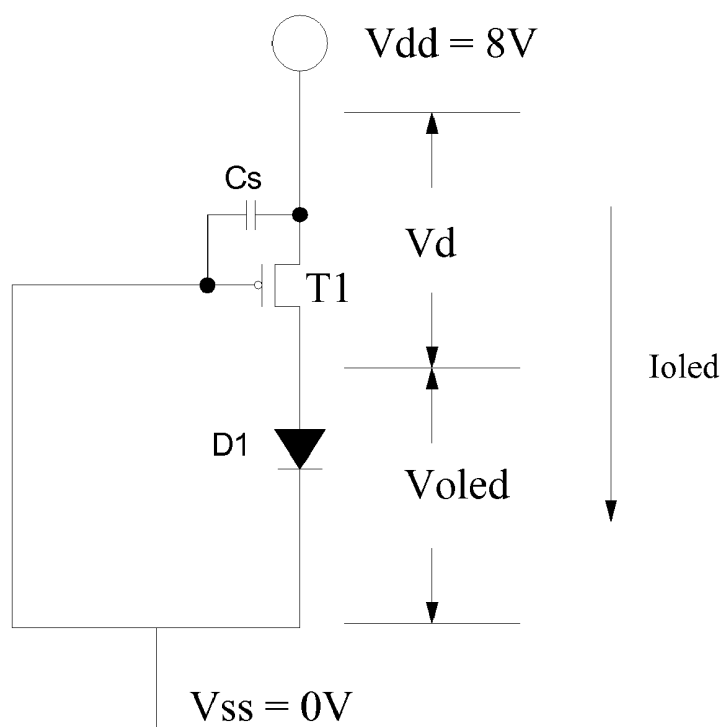 Vdd = 8V
Cs
Vd
T1
Ioled
D1
Voled
Vss = 0V